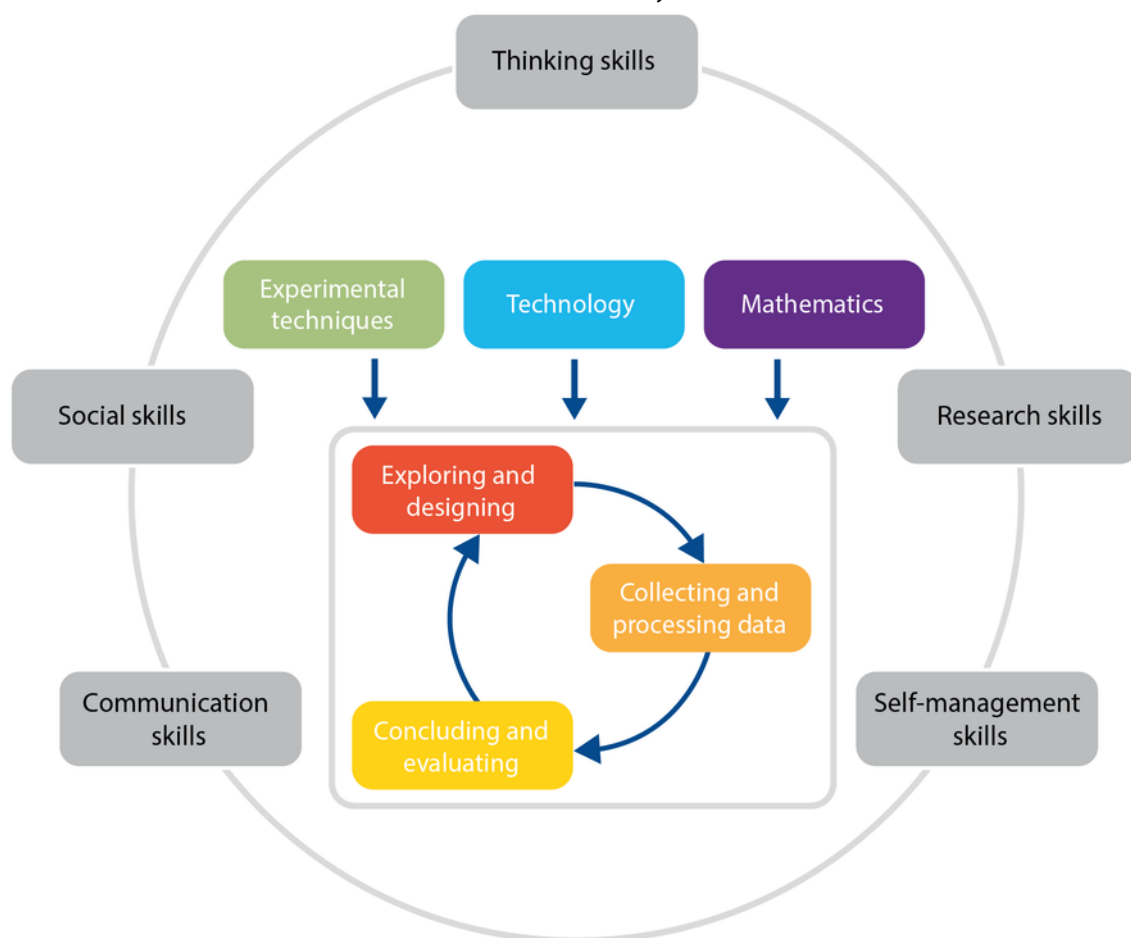 Thinking skills
Experimental
techniques
Technology
Mathematics
Social skills
Research skills
Exploring and
designing
Collecting and
processing data
Communication
skills
Self-management
skills
Concluding and
evaluating